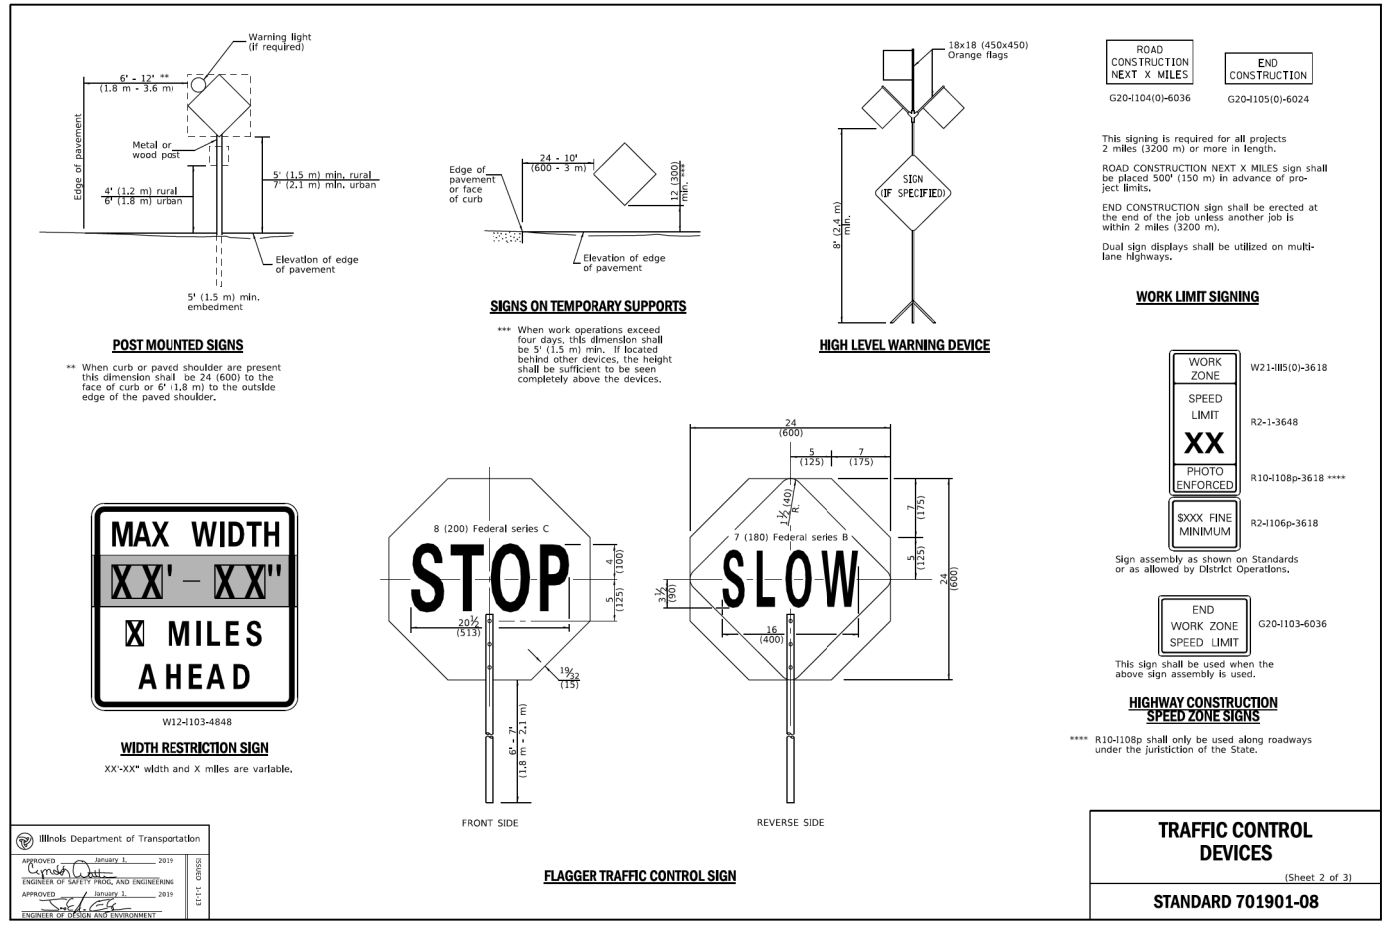 Warning light
(if required)
6' - 12' **
(1.8 m - 3.6 m)
Edge of pavement
Metal or
wood post
4' (1.2 m) rural
6' (1.8 m) urban
5' (1.5 m) min. rural
7' (2.1 m) min. urban
Elevation of edge
of pavement
5' (1.5 m) min.
embedment
POST MOUNTED SIGNS
** When curb or paved shoulder are present
this dimension shall be 24 (600) to the
face of curb or 6' (1.8 m) to the outside
edge of the paved shoulder.
24 - 10'
(600 - 3 m)
Edge of
pavement
or face
of curb
12 (300)
min. ***
Elevation of edge
of pavement
SIGNS ON TEMPORARY SUPPORTS
*** When work operations exceed
four days, this dimension shall
be 5' (1.5 m) min. If located
behind other devices, the height
shall be sufficient to be seen
completely above the devices.
18x18 (450x450)
Orange flags
SIGN
(IF SPECIFIED)
8' (2.4 m)
min.
HIGH LEVEL WARNING DEVICE
ROAD
CONSTRUCTION
NEXT X MILES
G20-I104(0)-6036
END
CONSTRUCTION
G20-I105(0)-6024
This signing is required for all projects
2 miles (3200 m) or more in length.
ROAD CONSTRUCTION NEXT X MILES sign shall
be placed 500' (150 m) in advance of pro-
ject limits.
END CONSTRUCTION sign shall be erected at
the end of the job unless another job is
within 2 miles (3200 m).
Dual sign displays shall be utilized on multi-
lane highways.
WORK LIMIT SIGNING
WORK
ZONE
W21-I115(0)-3618
SPEED
LIMIT
XX
R2-1-3648
PHOTO
ENFORCED
R10-I108p-3618 ****
$XXX FINE
MINIMUM
R2-I106p-3618
Sign assembly as shown on Standards
or as allowed by District Operations.
END
WORK ZONE
SPEED LIMIT
G20-I103-6036
This sign shall be used when the
above sign assembly is used.
HIGHWAY CONSTRUCTION
SPEED ZONE SIGNS
**** R10-I108p shall only be used along roadways
under the juristiction of the State.
MAX WIDTH
XX' - XX"
X MILES
AHEAD
W12-I103-4848
WIDTH RESTRICTION SIGN
XX'-XX" width and X miles are variable.
8 (200) Federal series C
STOP
4
(100)
5
(125)
20 1/2
(513)
19/32
(15)
6' - 7'
(1.8 m - 2.1 m)
FRONT SIDE
24
(600)
5
(125)
7
(175)
1 1/2 (40)
R.
7 (180) Federal series B
SLOW
7
(175)
5
(125)
24
(600)
3 1/2
(90)
16
(400)
REVERSE SIDE
FLAGGER TRAFFIC CONTROL SIGN
Illinois Department of Transportation
APPROVED January 1, 2019
ENGINEER OF SAFETY PROG. AND ENGINEERING
APPROVED January 1, 2019
ENGINEER OF DESIGN AND ENVIRONMENT
ISSUED 1-1-13
TRAFFIC CONTROL
DEVICES
(Sheet 2 of 3)
STANDARD 701901-08